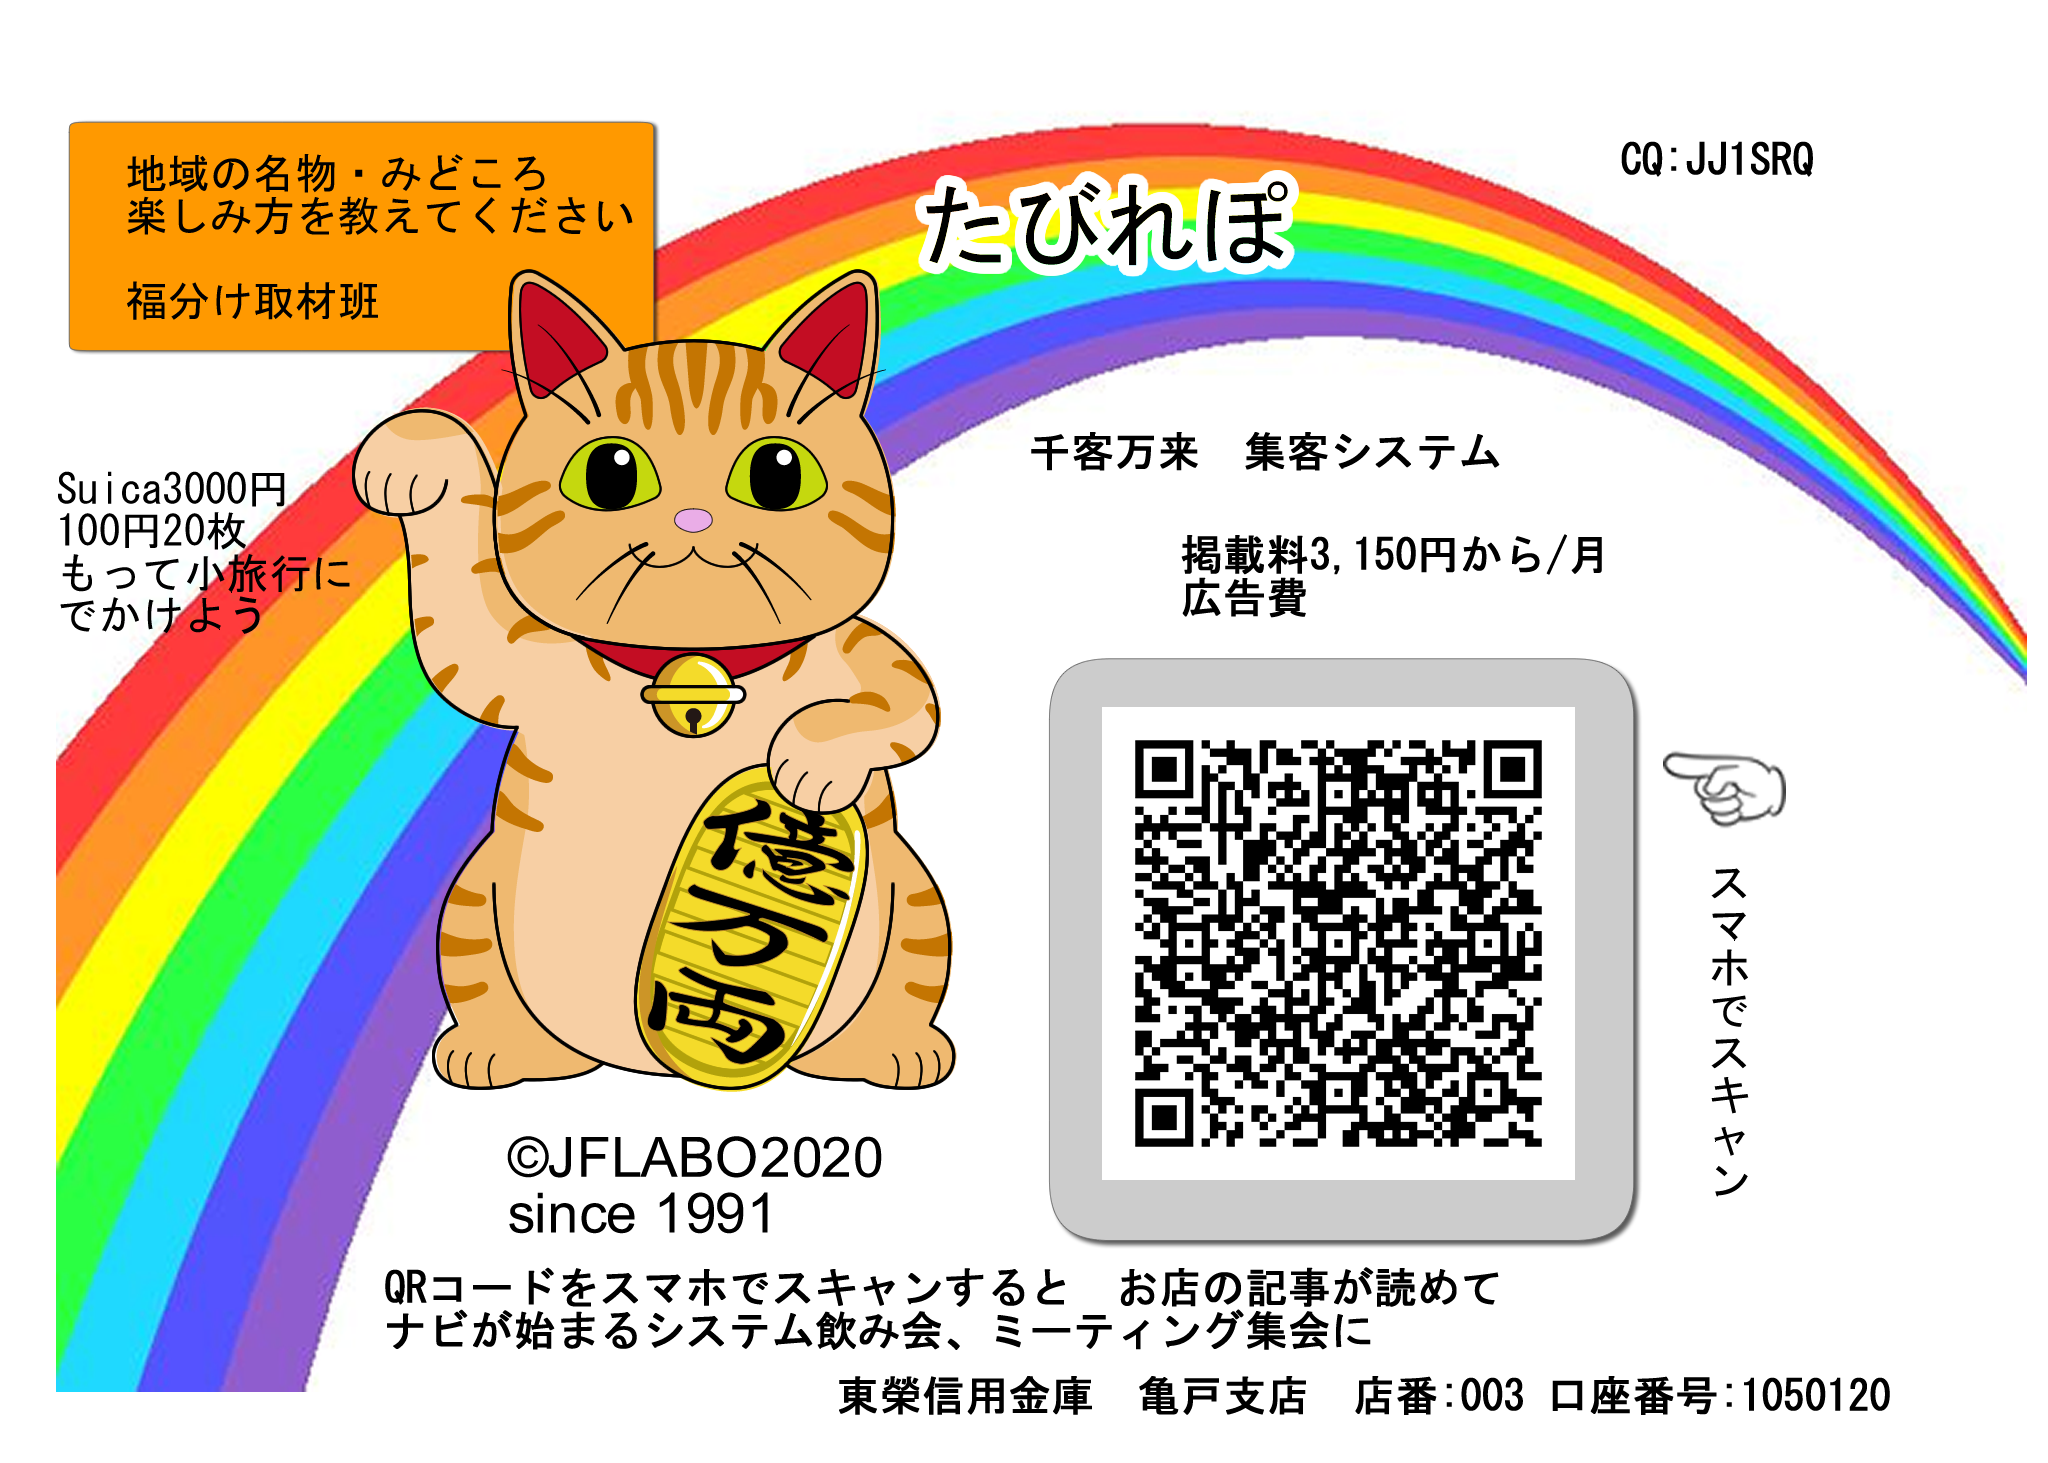 地域の名物・みどころ
楽しみ方を教えてください
福分け取材班
たびれぽ
CQ:JJ1SRQ
Suica3000円
100円20枚
もって小旅行に
でかけよう
千客万来　集客システム
掲載料3,150円から/月
広告費
億万両
スマホでスキャン
©JFLABO2020
since 1991
QRコードをスマホでスキャンすると　お店の記事が読めて
ナビが始まるシステム飲み会、ミーティング集会に
東榮信用金庫　亀戸支店　店番:003 口座番号:1050120